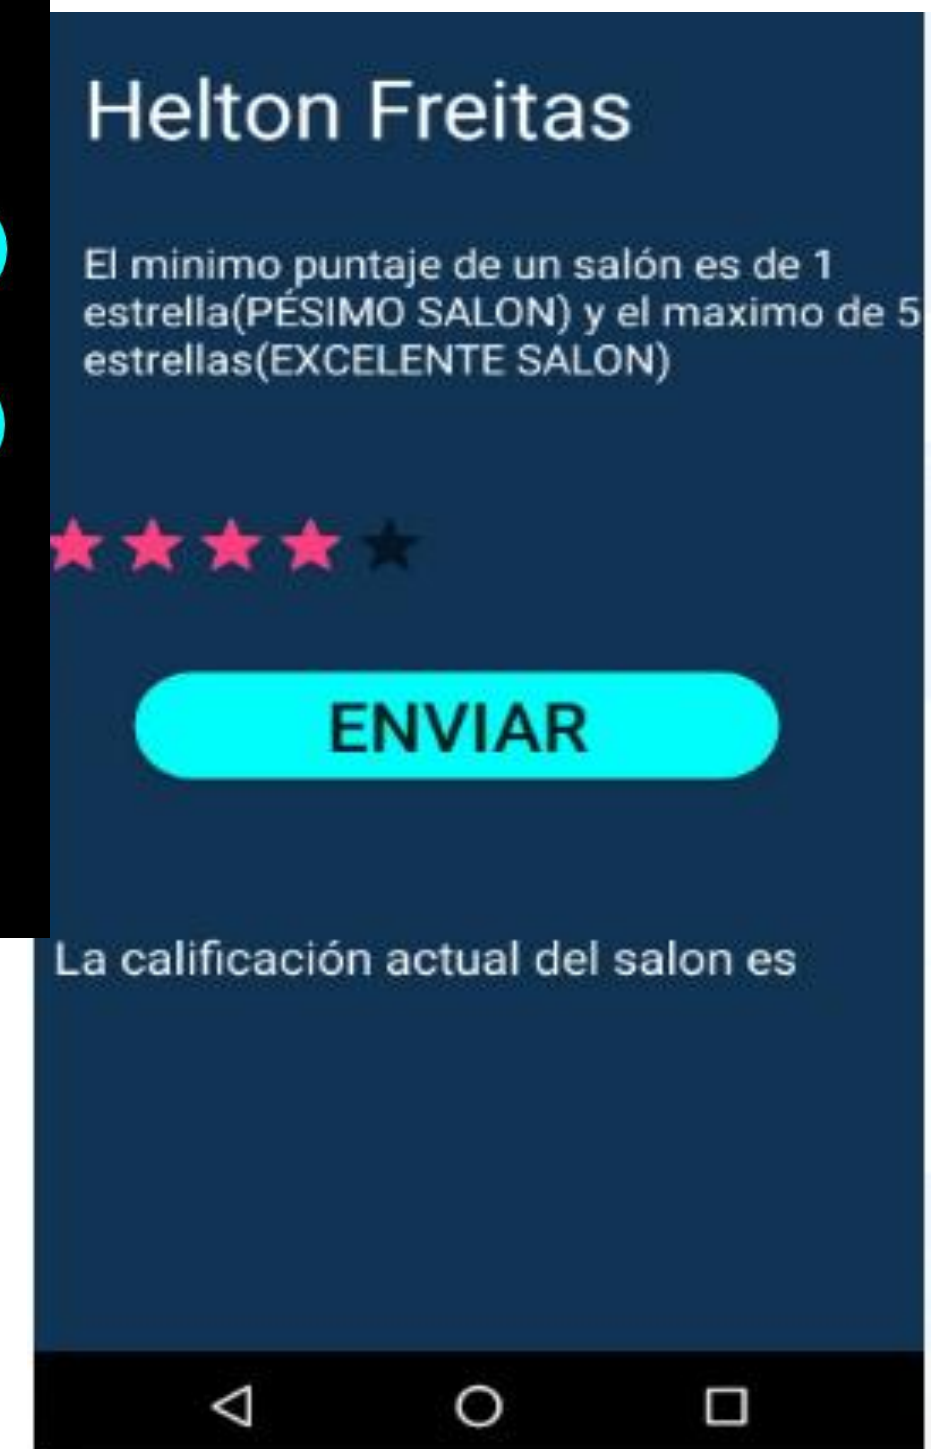 Helton Freitas
El minimo puntaje de un salón es de 1
estrella(PÉSIMO SALON) y el maximo de 5
estrellas(EXCELENTE SALON)
ENVIAR
La calificación actual del salon es